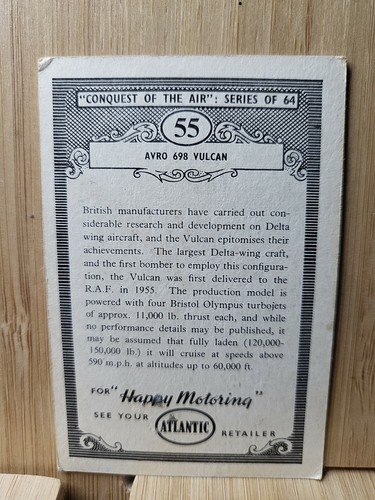 "CONQUEST OF THE AIR": SERIES OF 64
55
AVRO 698 VULCAN
British manufacturers have carried out con-
siderable research and development on Delta
wing aircraft, and the Vulcan epitomises their
achievements. The largest Delta-wing craft,
and the first bomber to employ this configura-
tion, the Vulcan was first delivered to the
R.A.F. in 1955. The production model is
powered with four Bristol Olympus turbojets
of approx. 11,000 lb. thrust each, and while
no performance details may be published, it
may be assumed that fully laden (120,000-
150,000 lb.) it will cruise at speeds above
590 m.p.h. at altitudes up to 60,000 ft.
FOR "Happy Motoring"
SEE YOUR ATLANTIC RETAILER